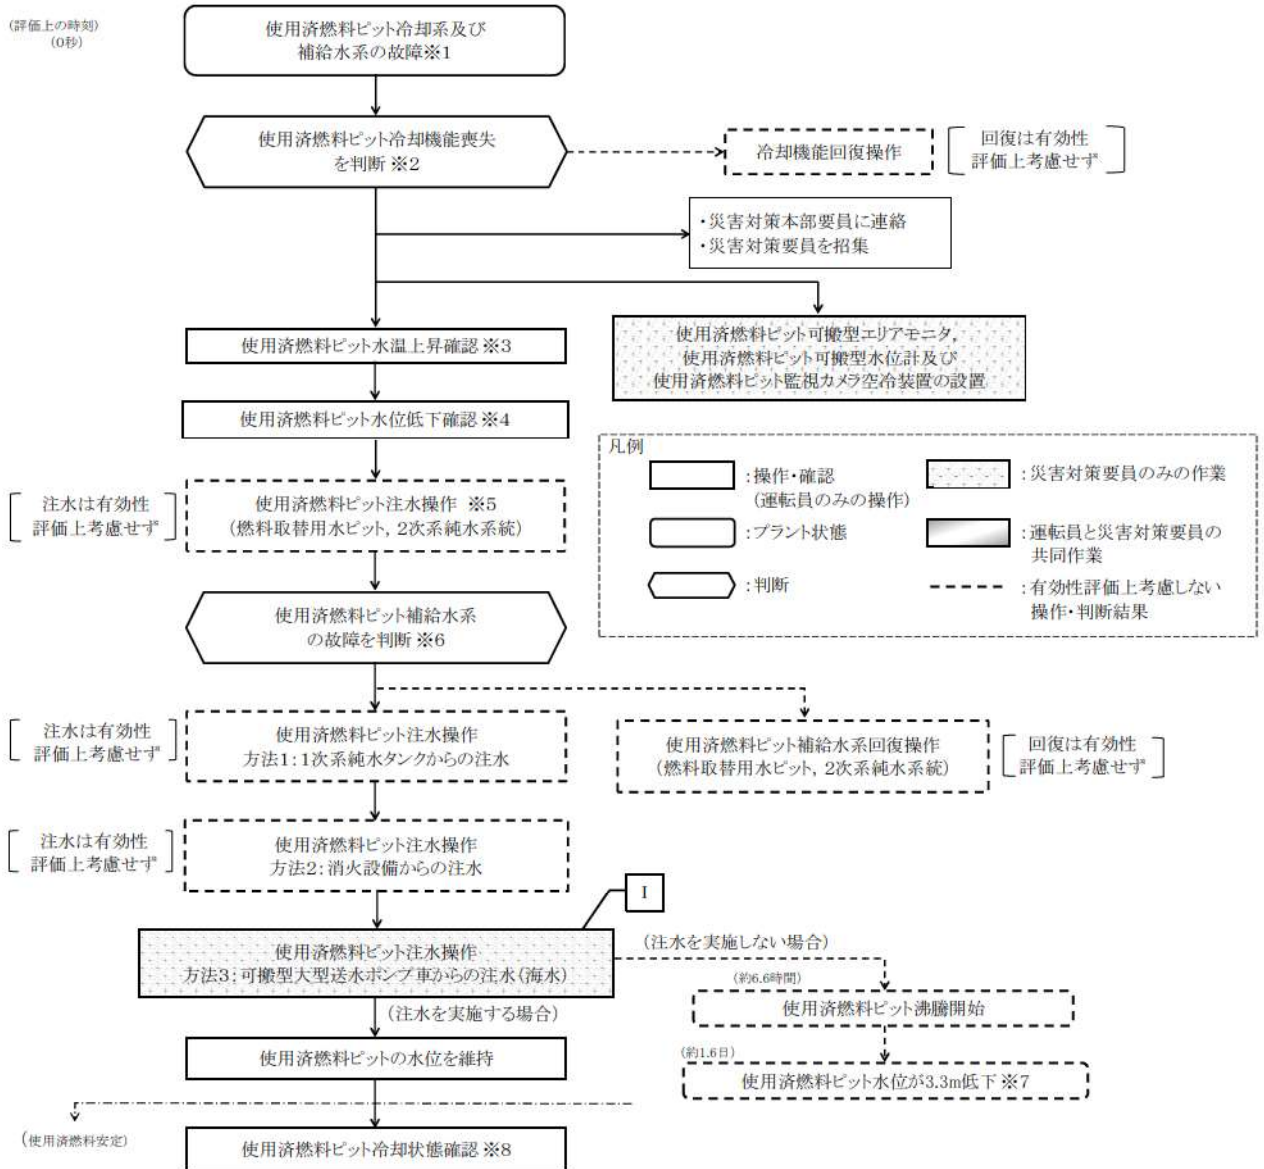 (評価上の時刻)
(0秒)
使用済燃料ピット冷却系及び
補給水系の故障※1
使用済燃料ピット冷却機能喪失
を判断※2
冷却機能回復操作
回復は有効性
評価上考慮せず
・災害対策本部要員に連絡
・災害対策要員を招集
使用済燃料ピット水温上昇確認※3
使用済燃料ピット可搬型エリアモニタ,
使用済燃料ピット可搬型水位計及び
使用済燃料ピット監視カメラ空冷装置の設置
使用済燃料ピット水位低下確認※4
凡例
:操作・確認
(運転員のみの操作)
:災害対策要員のみの作業
:プラント状態
:運転員と災害対策要員の
共同作業
:判断
:有効性評価上考慮しない
操作・判断結果
注水は有効性
評価上考慮せず
使用済燃料ピット注水操作 ※5
(燃料取替用水ピット, 2次系純水系統)
使用済燃料ピット補給水系
の故障を判断※6
注水は有効性
評価上考慮せず
使用済燃料ピット注水操作
方法1:1次系純水タンクからの注水
使用済燃料ピット補給水系回復操作
(燃料取替用水ピット, 2次系純水系統)
回復は有効性
評価上考慮せず
注水は有効性
評価上考慮せず
使用済燃料ピット注水操作
方法2:消火設備からの注水
I
使用済燃料ピット注水操作
方法3:可搬型大型送水ポンプ車からの注水(海水)
(注水を実施しない場合)
(約6.6時間)
使用済燃料ピット沸騰開始
(注水を実施する場合)
使用済燃料ピットの水位を維持
(約1.6日)
使用済燃料ピット水位が3.3m低下※7
(使用済燃料安定)
使用済燃料ピット冷却状態確認※8